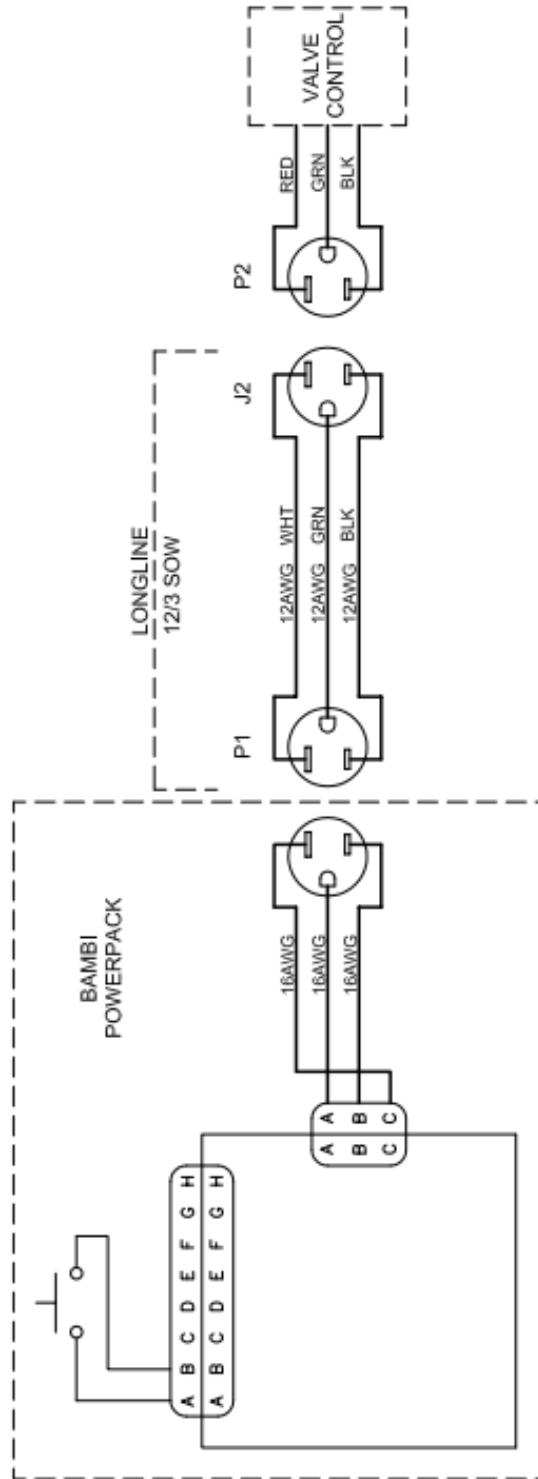 BAMBI
POWERPACK
A B C D E F G H
A B C D E F G H
A A
B B
C C
16AWG
16AWG
16AWG
LONGLINE
12/3 SOW
P1
12AWG WHT
12AWG GRN
12AWG BLK
J2
P2
RED
GRN
BLK
VALVE
CONTROL